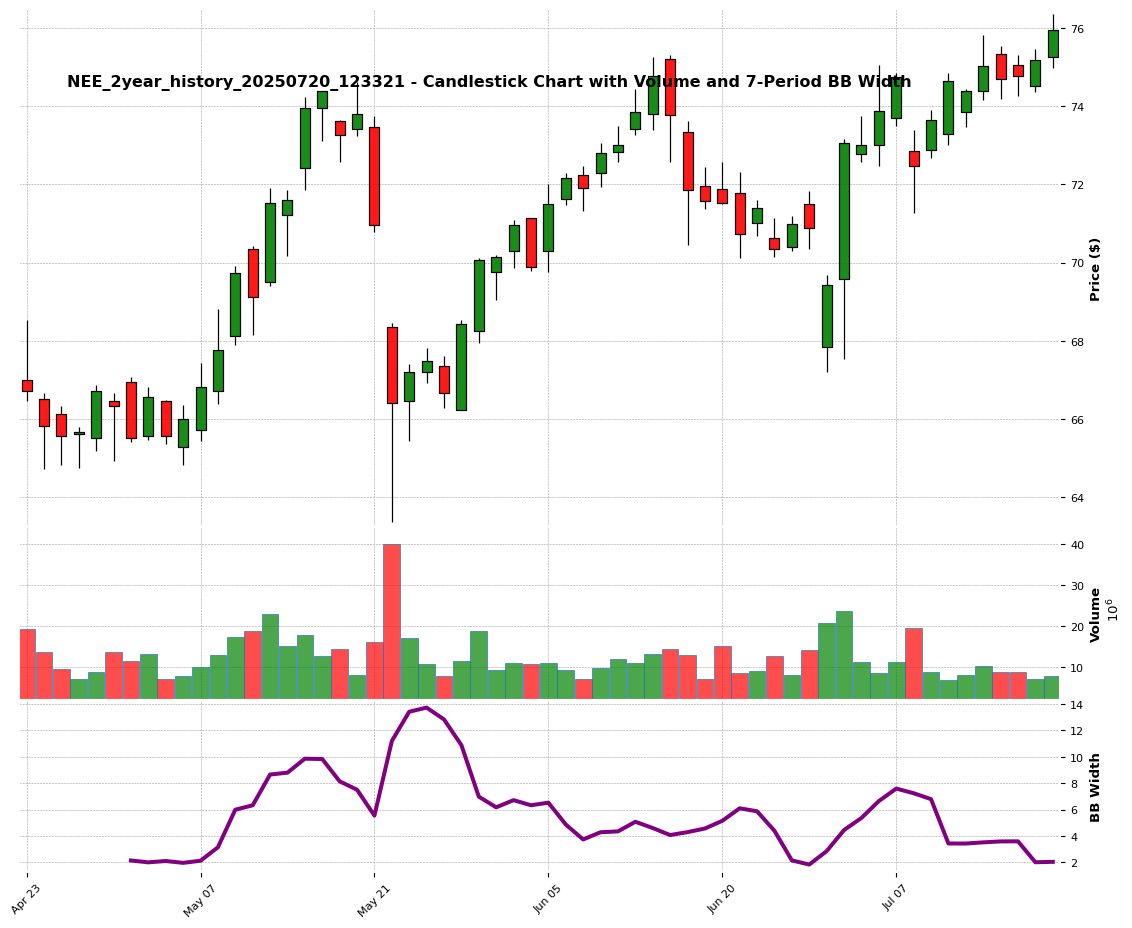 NEE_2year_history_20250720_123321 - Candlestick Chart with Volume and 7-Period BB Width
76
74
72
70
68
66
64
Price ($)
40
30
20
10
Volume
10^6
14
12
10
8
6
4
2
BB Width
Apr 23
May 07
May 21
Jun 05
Jun 20
Jul 07